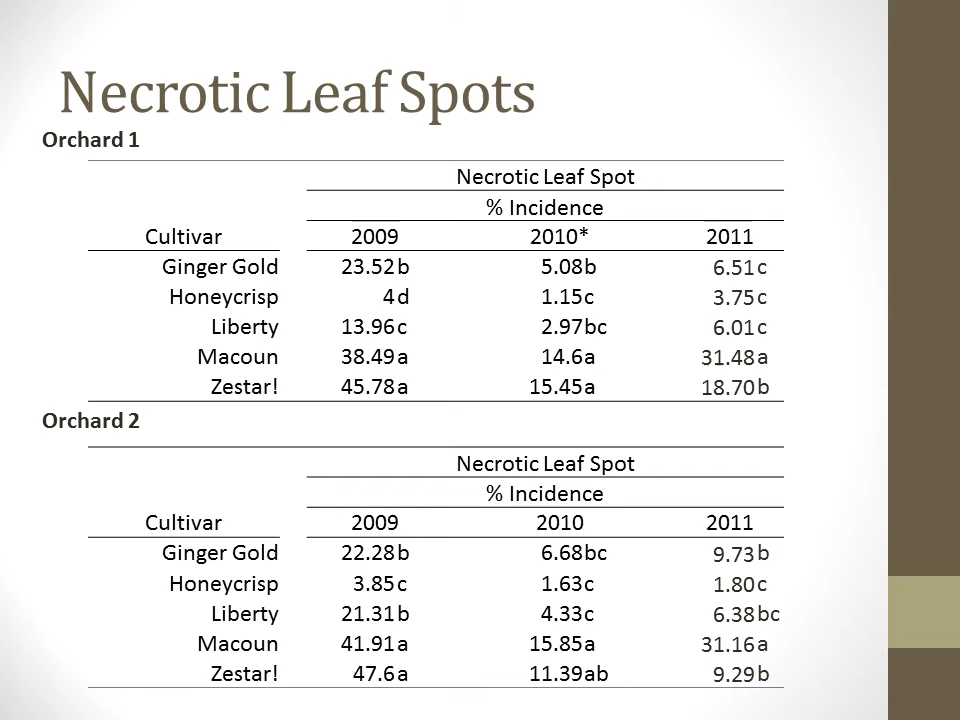 Necrotic Leaf Spots
Orchard 1
Necrotic Leaf Spot
% Incidence
Cultivar 2009 2010* 2011
Ginger Gold 23.52 b 5.08 b 6.51 c
Honeycrisp 4 d 1.15 c 3.75 c
Liberty 13.96 c 2.97 bc 6.01 c
Macoun 38.49 a 14.6 a 31.48 a
Zestar! 45.78 a 15.45 a 18.70 b
Orchard 2
Necrotic Leaf Spot
% Incidence
Cultivar 2009 2010 2011
Ginger Gold 22.28 b 6.68 bc 9.73 b
Honeycrisp 3.85 c 1.63 c 1.80 c
Liberty 21.31 b 4.33 c 6.38 bc
Macoun 41.91 a 15.85 a 31.16 a
Zestar! 47.6 a 11.39 ab 9.29 b